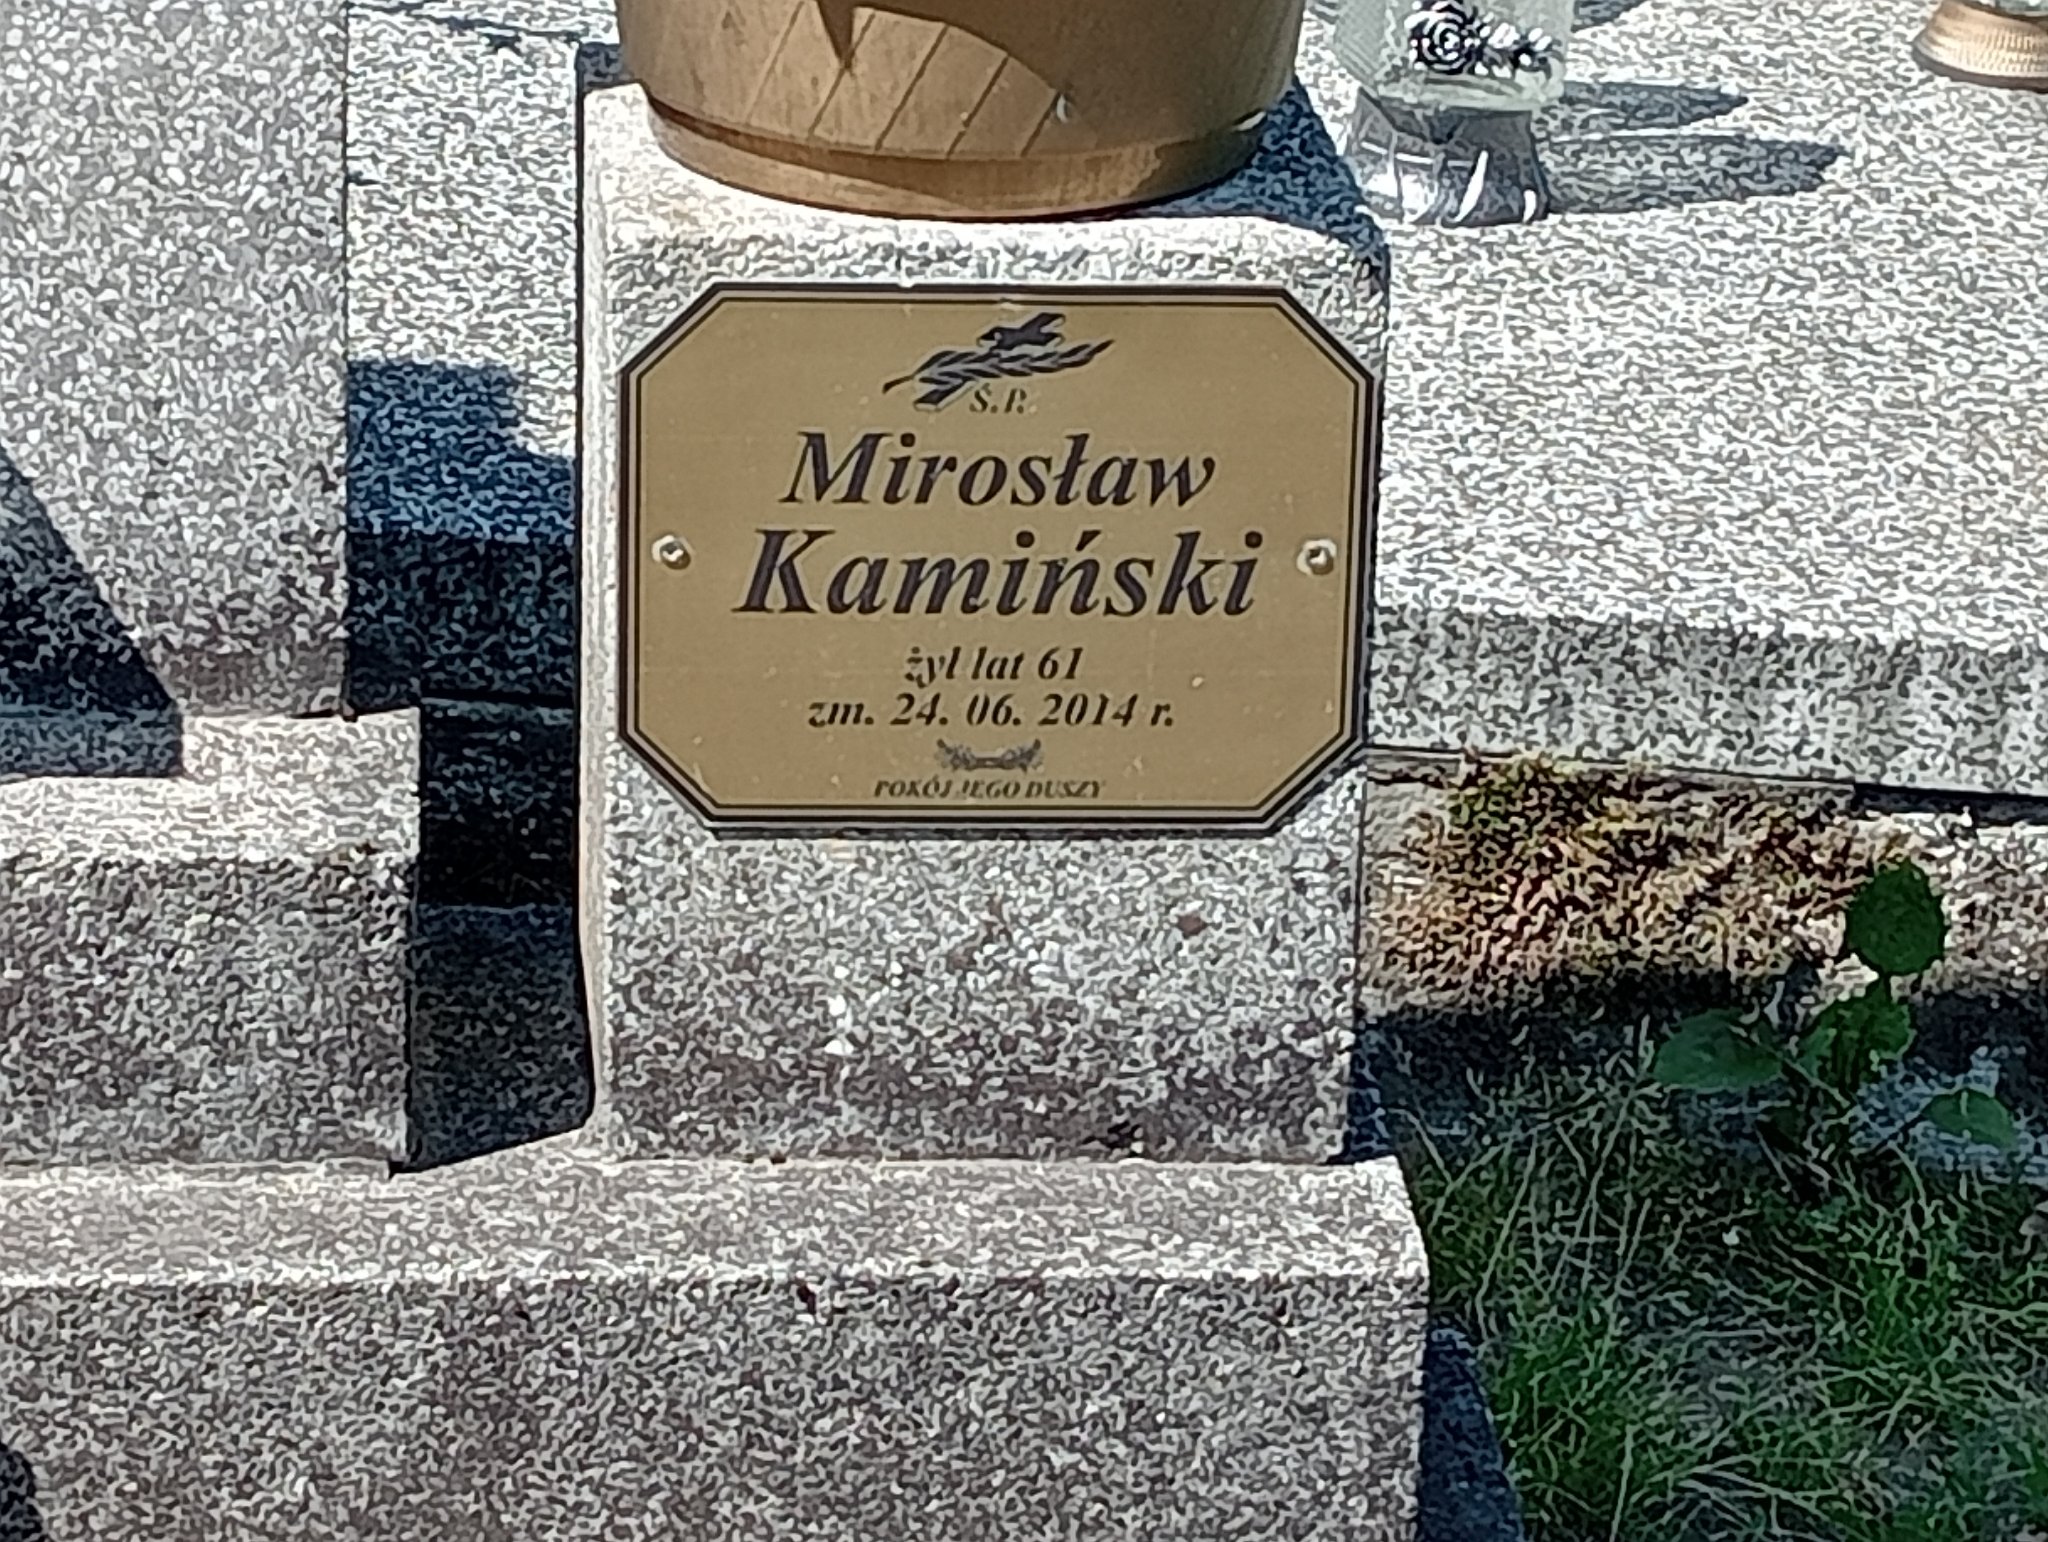 Ś. P.
Mirosław
Kamiński
żył lat 61
zm. 24. 06. 2014 r.
POKÓJ JEGO DUSZY